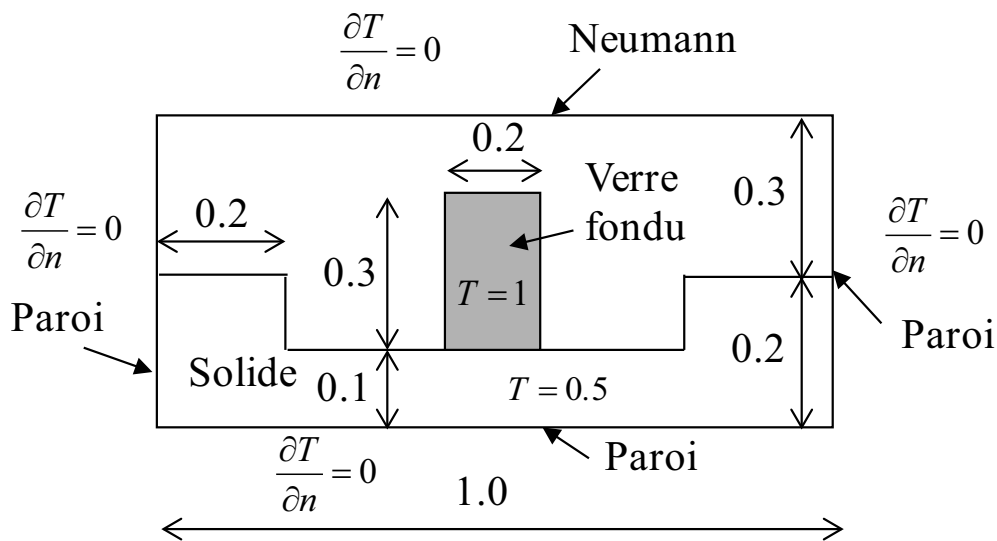 ∂T/∂n = 0
Neumann
0.2
Verre
fondu
0.3
∂T/∂n = 0
0.2
∂T/∂n = 0
0.3
T = 1
Paroi
Paroi
Solide
0.1
T = 0.5
0.2
∂T/∂n = 0
Paroi
1.0